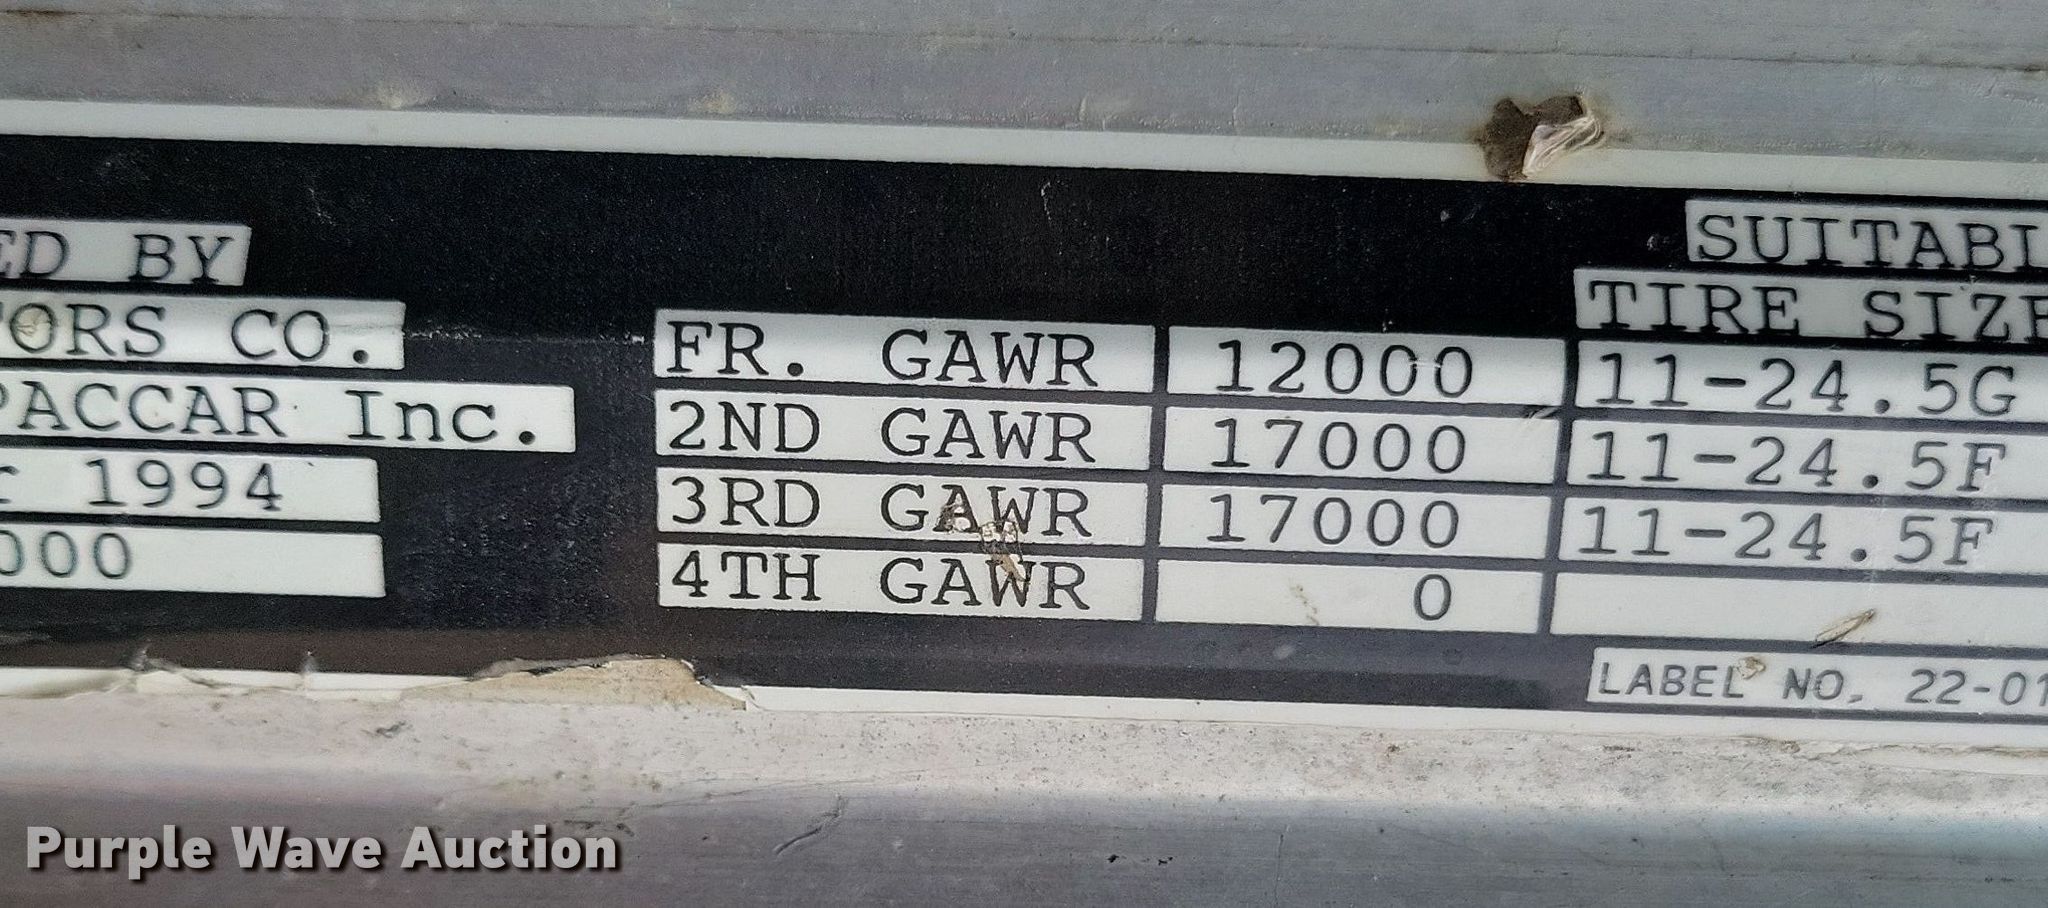 ED BY
TORS CO.
PACCAR Inc.
1994
000
FR. GAWR 12000
2ND GAWR 17000
3RD GAWR 17000
4TH GAWR 0
SUITABL
TIRE SIZE
11-24.5G
11-24.5F
11-24.5F
LABEL NO. 22-01
Purple Wave Auction